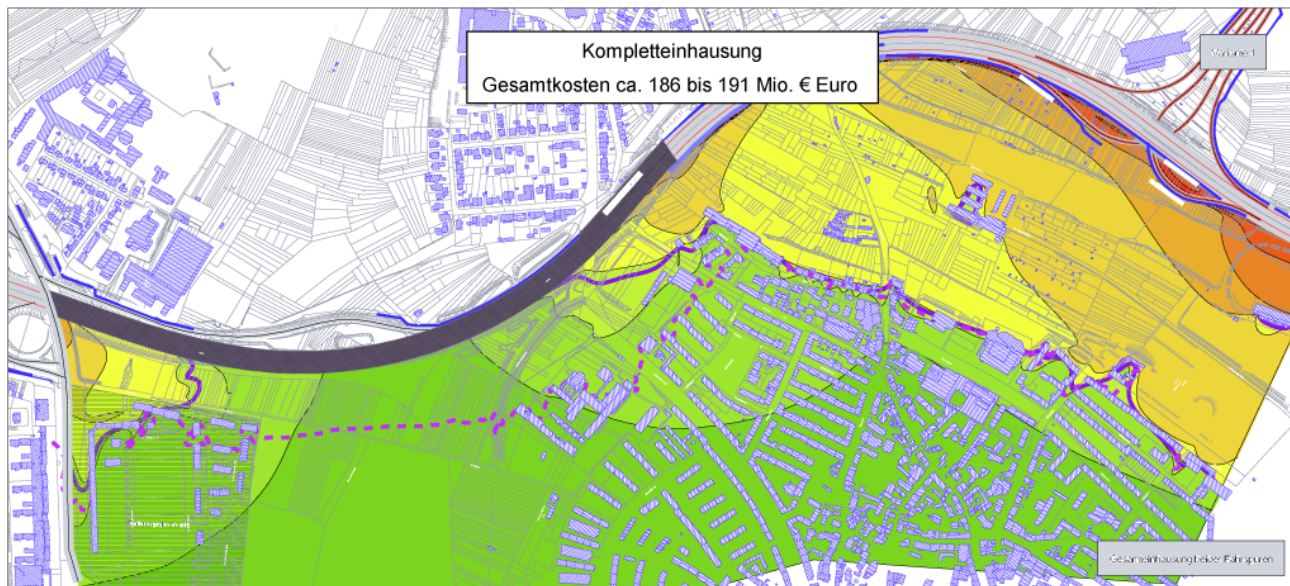 Kompletteinhausung
Gesamtkosten ca. 186 bis 191 Mio. € Euro
Variante 1
Gesamteinhausung beider Fahrspuren